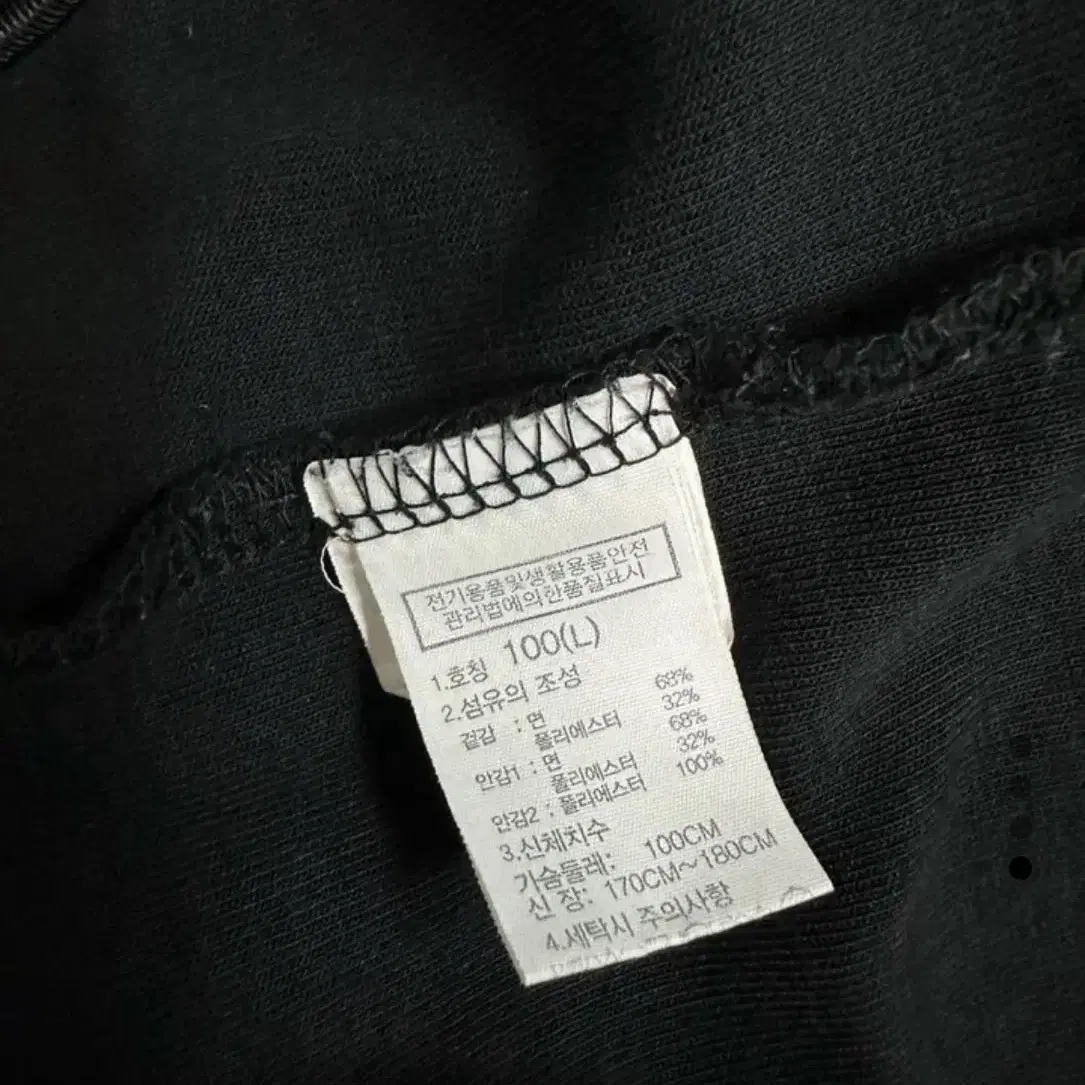 전기용품및생활용품안전
관리법에의한품질표시
1.호칭 100(L)
2.섬유의 조성
겉감 : 면 68%
폴리에스터 32%
안감1 : 면 68%
폴리에스터 32%
안감2 : 폴리에스터 100%
3.신체치수
가슴둘레: 100CM
신 장: 170CM~180CM
4.세탁시 주의사항